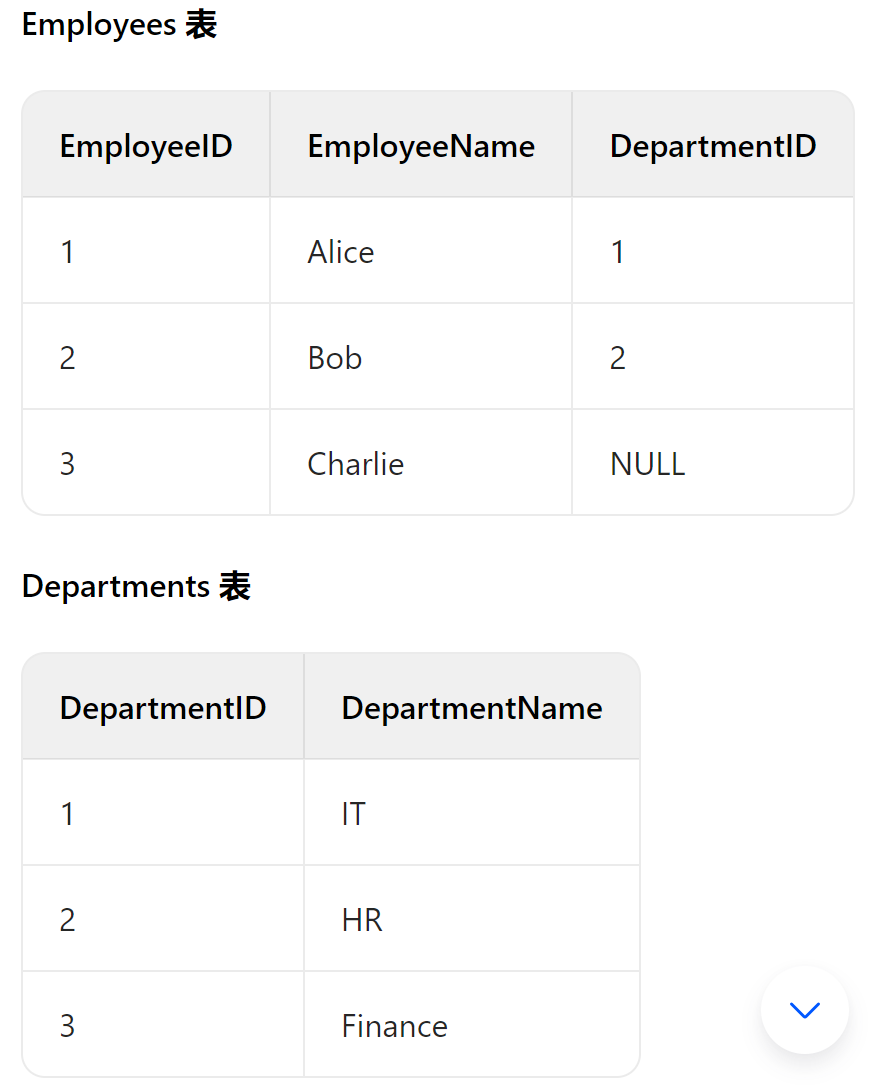 Employees 表
EmployeeID EmployeeName DepartmentID
1 Alice 1
2 Bob 2
3 Charlie NULL
Departments 表
DepartmentID DepartmentName
1 IT
2 HR
3 Finance